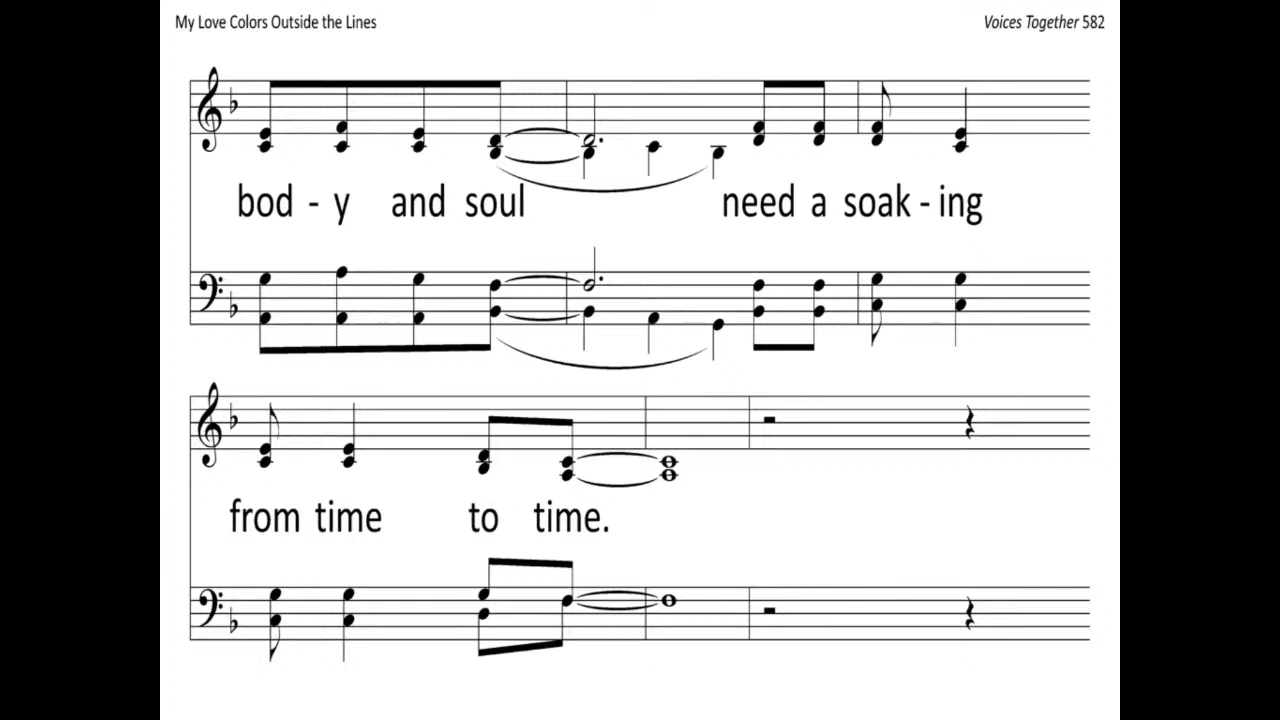 My Love Colors Outside the Lines
Voices Together 582
bod - y and soul need a soak - ing
from time to time.